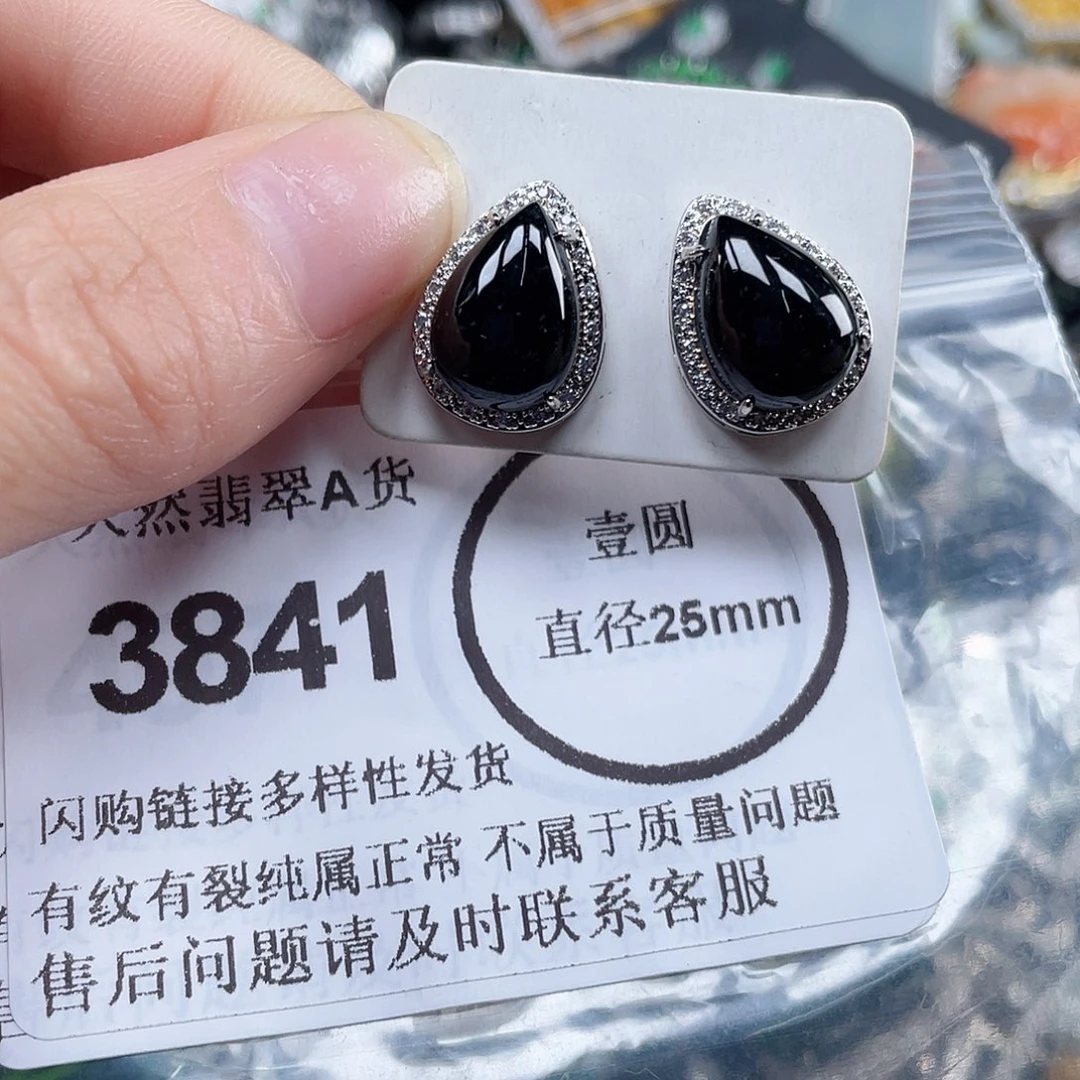 天然翡翠A货
3841
壹圆
直径25mm
闪购链接多样性发货
有纹有裂纯属正常 不属于质量问题
售后问题请及时联系客服